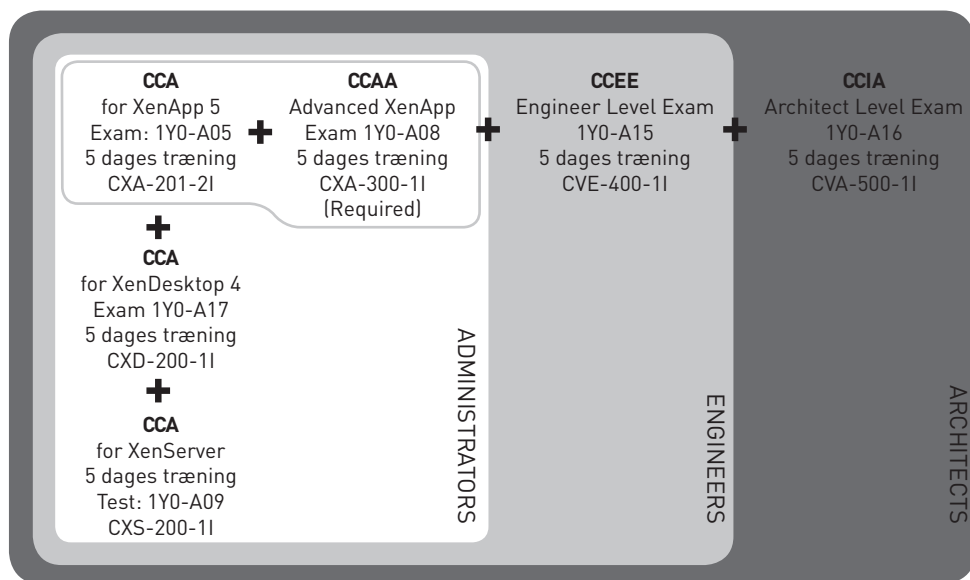 CCA
for XenApp 5
Exam: 1Y0-A05
5 dages træning
CXA-201-2I
+
CCAA
Advanced XenApp
Exam 1Y0-A08
5 dages træning
CXA-300-1I
(Required)
+
CCEE
Engineer Level Exam
1Y0-A15
5 dages træning
CVE-400-1I
+
CCIA
Architect Level Exam
1Y0-A16
5 dages træning
CVA-500-1I
+
CCA
for XenDesktop 4
Exam 1Y0-A17
5 dages træning
CXD-200-1I
+
CCA
for XenServer
5 dages træning
Test: 1Y0-A09
CXS-200-1I
ADMINISTRATORS
ENGINEERS
ARCHITECTS